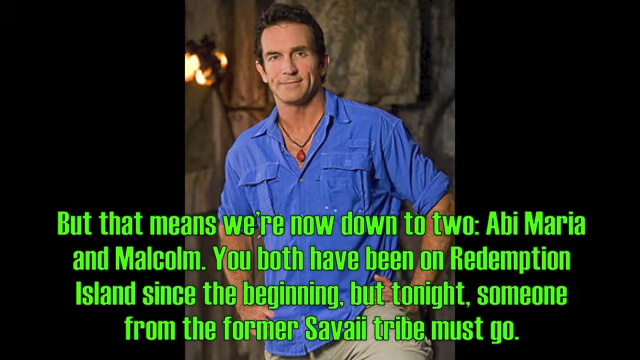 But that means we're now down to two: Abi Maria
and Malcolm. You both have been on Redemption
Island since the beginning, but tonight, someone
from the former Savaii tribe must go.